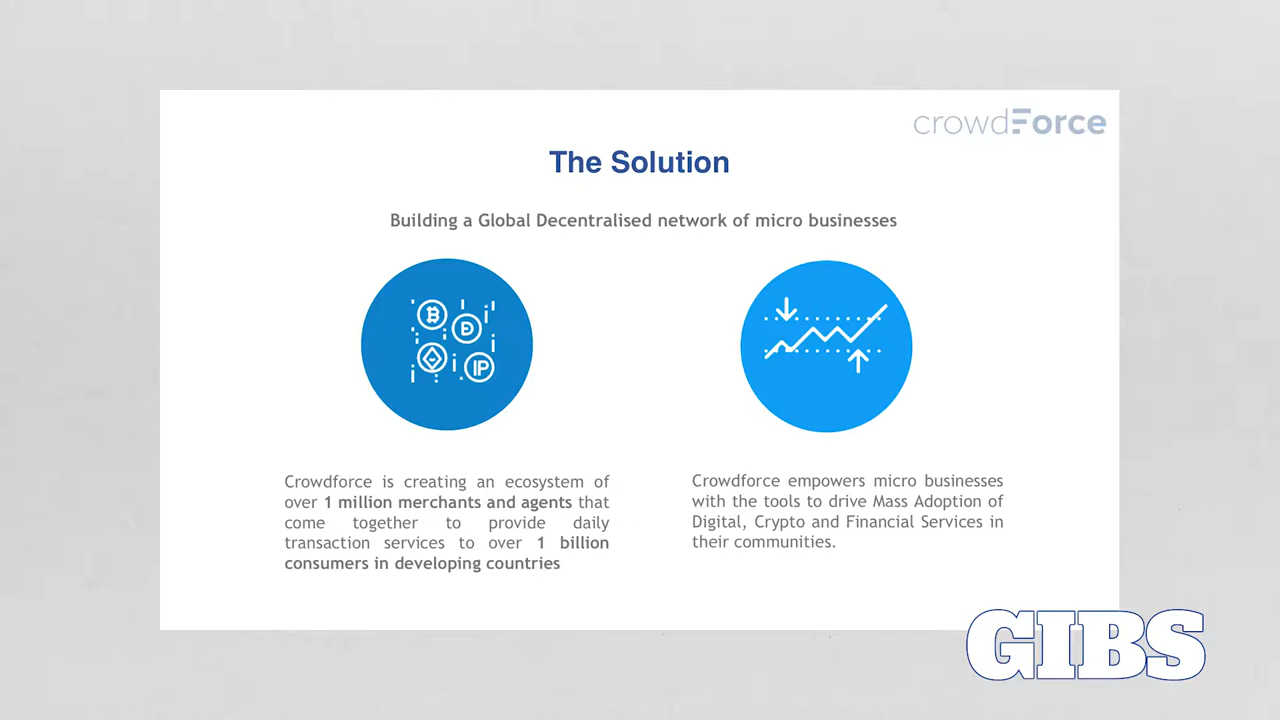 crowdForce
The Solution
Building a Global Decentralised network of micro businesses
Crowdforce is creating an ecosystem of
over 1 million merchants and agents that
come together to provide daily
transaction services to over 1 billion
consumers in developing countries
Crowdforce empowers micro businesses
with the tools to drive Mass Adoption of
Digital, Crypto and Financial Services in
their communities.
GIBS